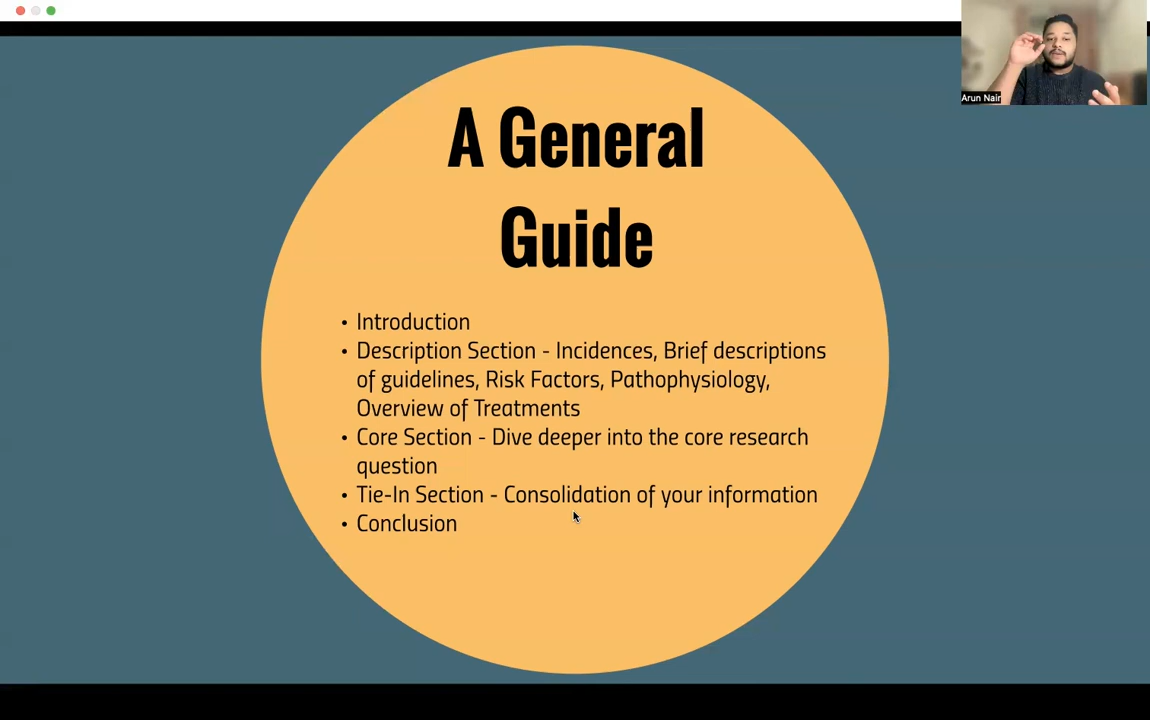 Arun Nair
A General
Guide
• Introduction
• Description Section - Incidences, Brief descriptions
of guidelines, Risk Factors, Pathophysiology,
Overview of Treatments
• Core Section - Dive deeper into the core research
question
• Tie-In Section - Consolidation of your information
• Conclusion